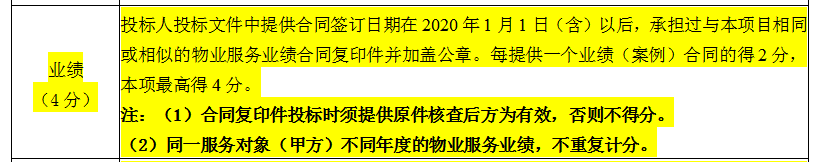 投标人投标文件中提供合同签订日期在 2020 年 1 月 1 日（含）以后，承担过与本项目相同
或相似的物业服务业绩合同复印件并加盖公章。每提供一个业绩（案例）合同的得 2 分，
本项最高得 4 分。
业绩
（4 分）
注：（1）合同复印件投标时须提供原件核查后方为有效，否则不得分。
（2）同一服务对象（甲方）不同年度的物业服务业绩，不重复计分。